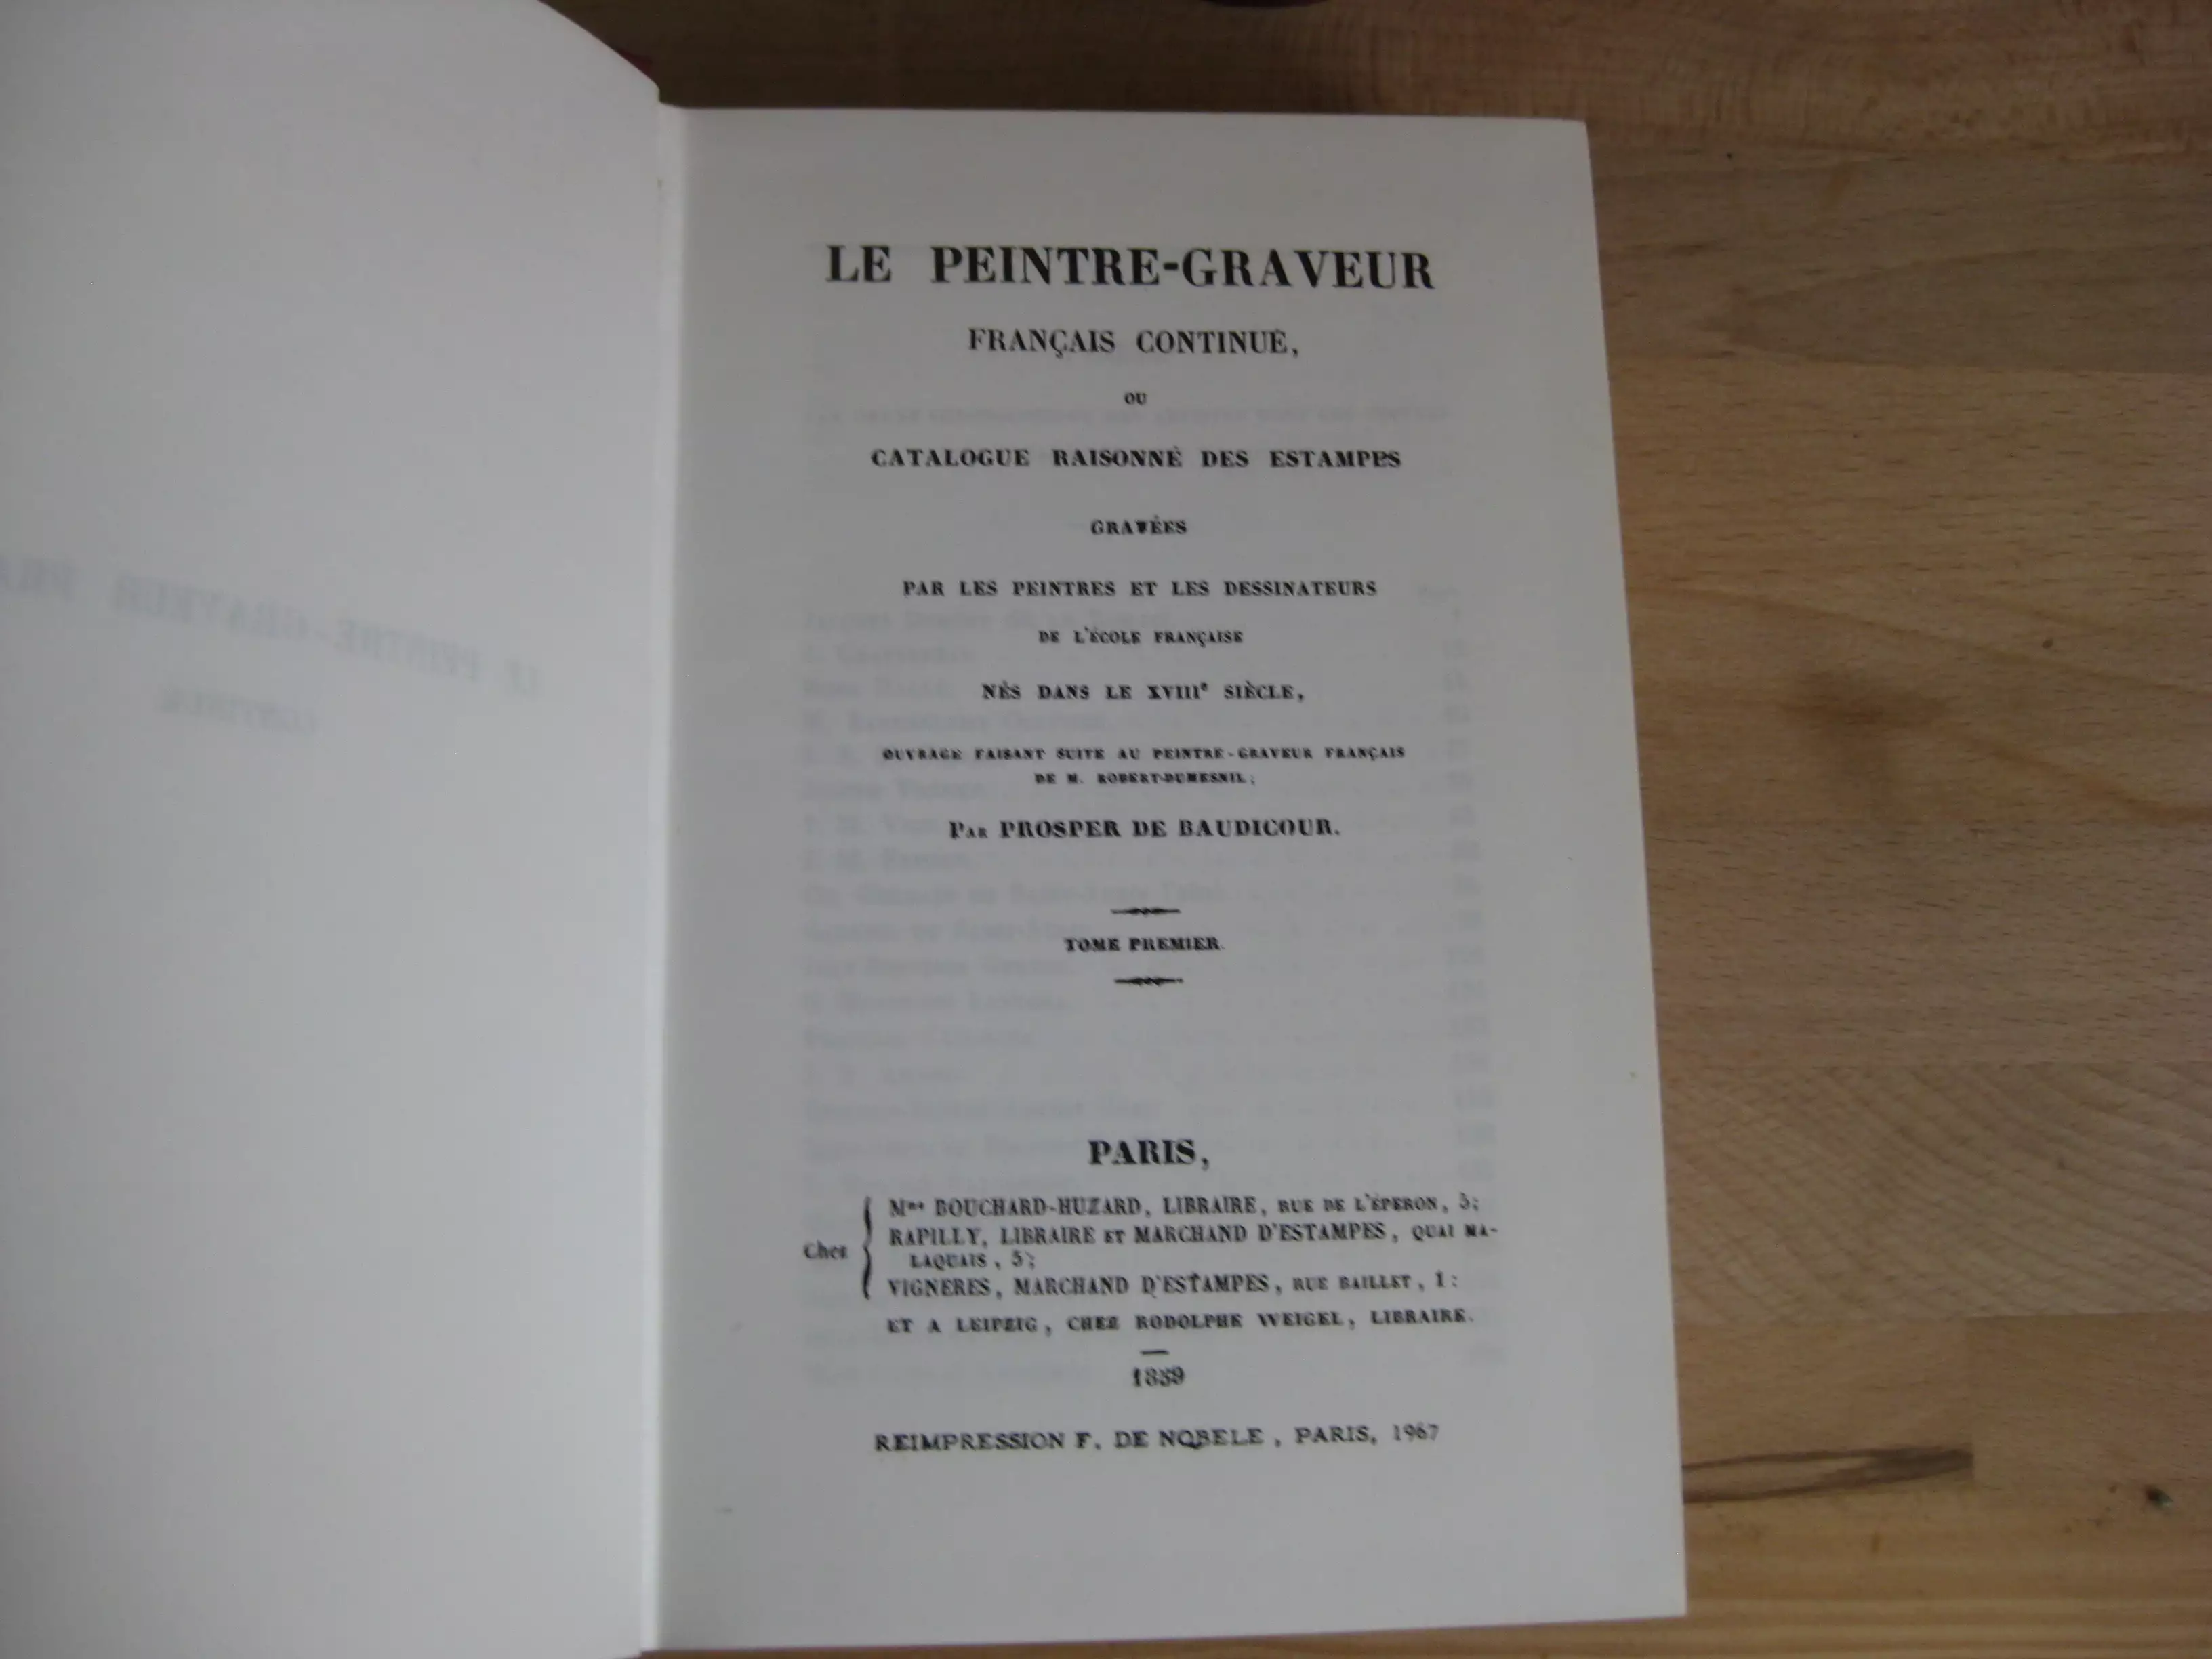 LE PEINTRE-GRAVEUR
FRANÇAIS CONTINUÉ,
OU
CATALOGUE RAISONNÉ DES ESTAMPES
GRAVÉES
PAR LES PEINTRES ET LES DESSINATEURS
DE L'ÉCOLE FRANÇAISE
NÉS DANS LE XVIIIe SIÈCLE,
OUVRAGE FAISANT SUITE AU PEINTRE-GRAVEUR FRANÇAIS
DE M. ROBERT-DUMESNIL;
PAR PROSPER DE BAUDICOUR.
TOME PREMIER.
PARIS,
Chez
Mme BOUCHARD-HUZARD, LIBRAIRE, RUE DE L'ÉPERON, 5;
RAPILLY, LIBRAIRE ET MARCHAND D'ESTAMPES, QUAI MA-
LAQUAIS, 5;
VIGNERES, MARCHAND D'ESTAMPES, RUE BAILLET, 1:
ET A LEIPZIG, CHEZ RODOLPHE WEIGEL, LIBRAIRE.
1859
REIMPRESSION F. DE NOBELE, PARIS, 1967